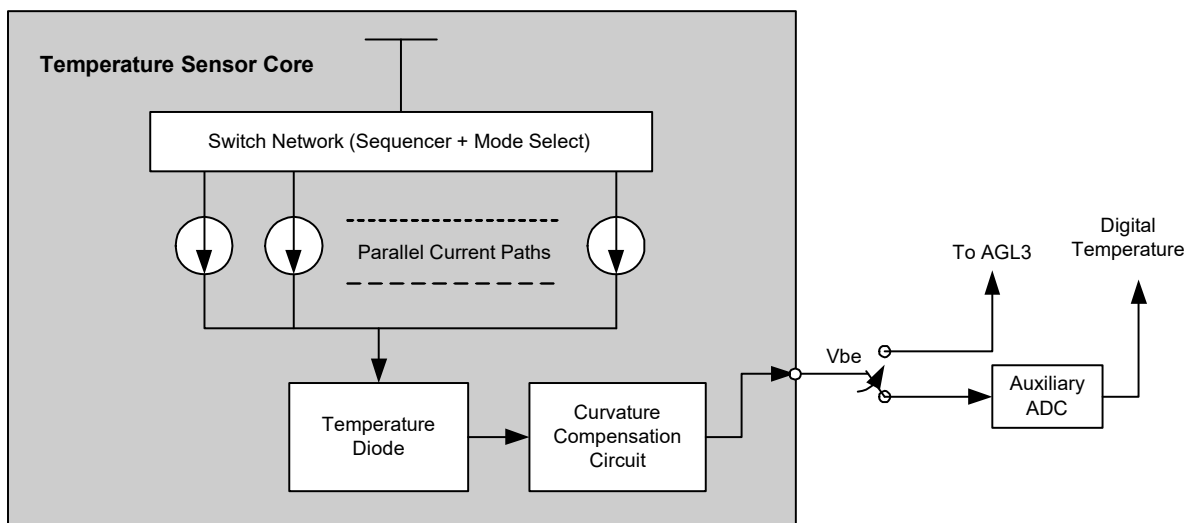 Temperature Sensor Core
Switch Network (Sequencer + Mode Select)
Parallel Current Paths
Temperature
Diode
Curvature
Compensation
Circuit
Vbe
To AGL3
Auxiliary
ADC
Digital
Temperature